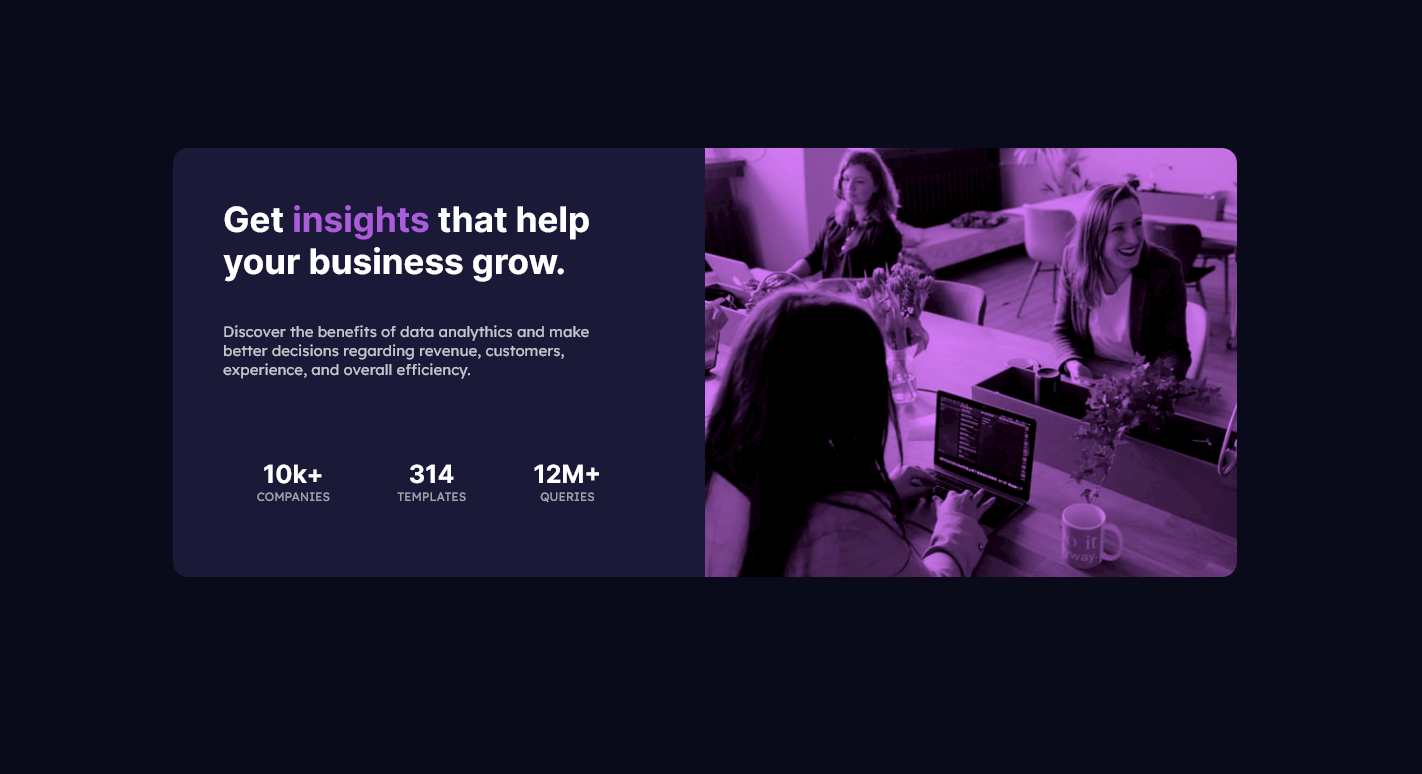 Get insights that help
your business grow.
Discover the benefits of data analythics and make
better decisions regarding revenue, customers,
experience, and overall efficiency.
10k+ 314 12M+
COMPANIES TEMPLATES QUERIES